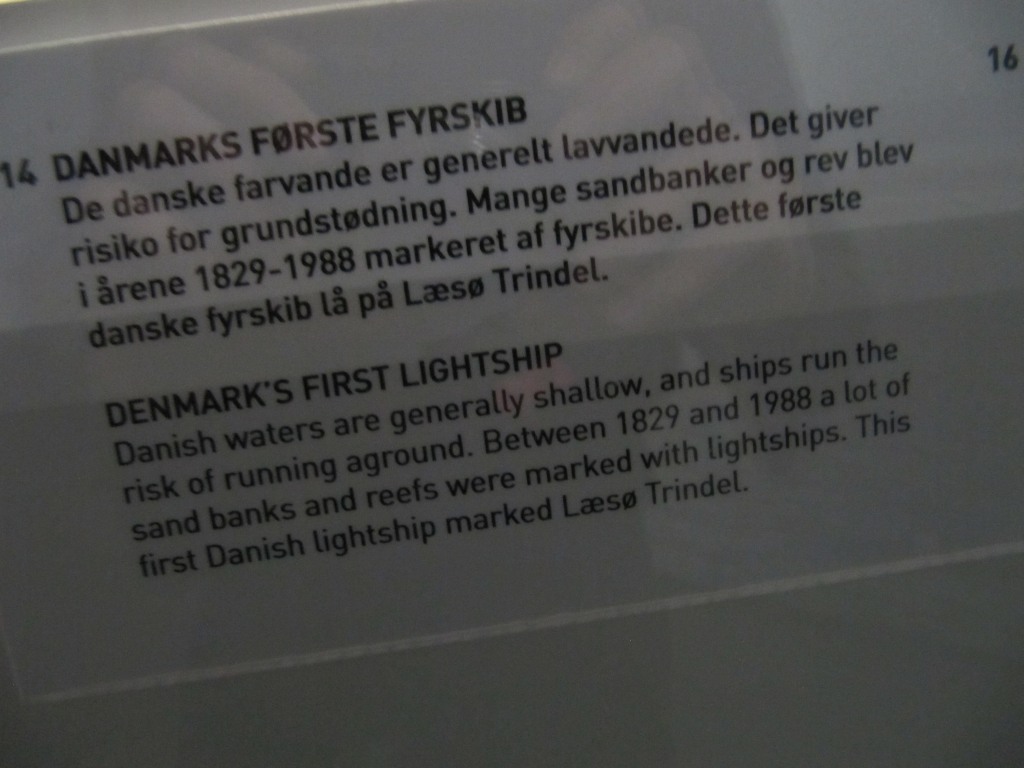 14 DANMARKS FØRSTE FYRSKIB
De danske farvande er generelt lavvandede. Det giver
risiko for grundstødning. Mange sandbanker og rev blev
i årene 1829-1988 markeret af fyrskibe. Dette første
danske fyrskib lå på Læsø Trindel.
DENMARK'S FIRST LIGHTSHIP
Danish waters are generally shallow, and ships run the
risk of running aground. Between 1829 and 1988 a lot of
sand banks and reefs were marked with lightships. This
first Danish lightship marked Læsø Trindel.
16